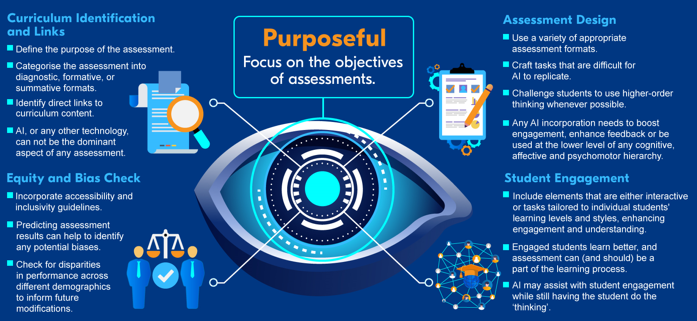 Curriculum Identification
and Links
Define the purpose of the assessment.
Categorise the assessment into
diagnostic, formative, or
summative formats.
Identify direct links to
curriculum content.
AI, or any other technology,
can not be the dominant
aspect of any assessment.
Purposeful
Focus on the objectives
of assessments.
Assessment Design
Use a variety of appropriate
assessment formats.
Craft tasks that are difficult for
AI to replicate.
Challenge students to use higher-order
thinking whenever possible.
Any AI incorporation needs to boost
engagement, enhance feedback or be
used at the lower level of any cognitive,
affective and psychomotor hierarchy.
Equity and Bias Check
Incorporate accessibility and
inclusivity guidelines.
Predicting assessment
results can help to identify
any potential biases.
Check for disparities
in performance across
different demographics
to inform future
modifications.
Student Engagement
Include elements that are either interactive
or tasks tailored to individual students'
learning levels and styles, enhancing
engagement and understanding.
Engaged students learn better, and
assessment can (and should) be a
part of the learning process.
AI may assist with student engagement
while still having the student do the
'thinking'.